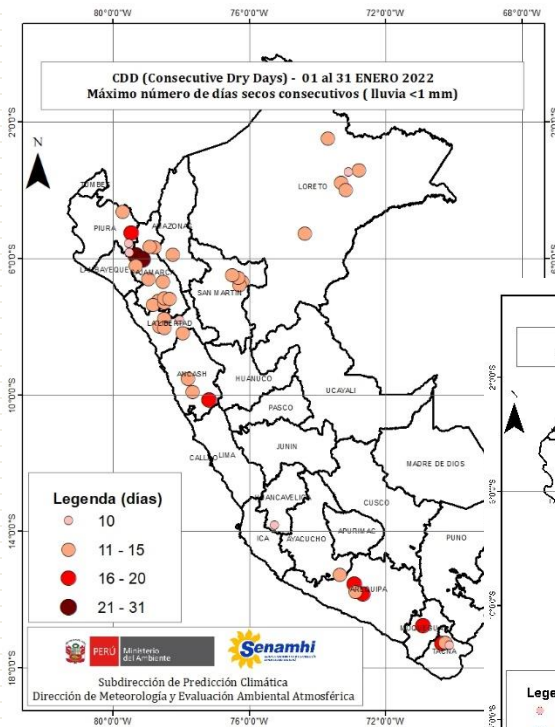 80°0'0"W 76°0'0"W 72°0'0"W 68°0'0"W
CDD (Consecutive Dry Days) - 01 al 31 ENERO 2022
Máximo número de días secos consecutivos ( lluvia <1 mm)
2°0'0"S
N
LORETO
TUMBES
PIURA
AMAZONAS
6°0'0"S
LAMBAYEQUE
CAJAMARCA
SAN MARTIN
LA LIBERTAD
ANCASH
HUANUCO
UCAYALI
10°0'0"S
PASCO
JUNIN
CALLAO LIMA
MADRE DE DIOS
HUANCAVELICA
CUSCO
Legenda (días)
10
11 - 15
16 - 20
21 - 31
14°0'0"S
ICA
AYACUCHO
APURIMAC
PUNO
AREQUIPA
MOQUEGUA
TACNA
PERÚ
Ministerio
del Ambiente
Senamhi
18°0'0"S
Subdirección de Predicción Climática
Dirección de Meteorología y Evaluación Ambiental Atmosférica
80°0'0"W 76°0'0"W 72°0'0"W
2°0'0"S
Lege